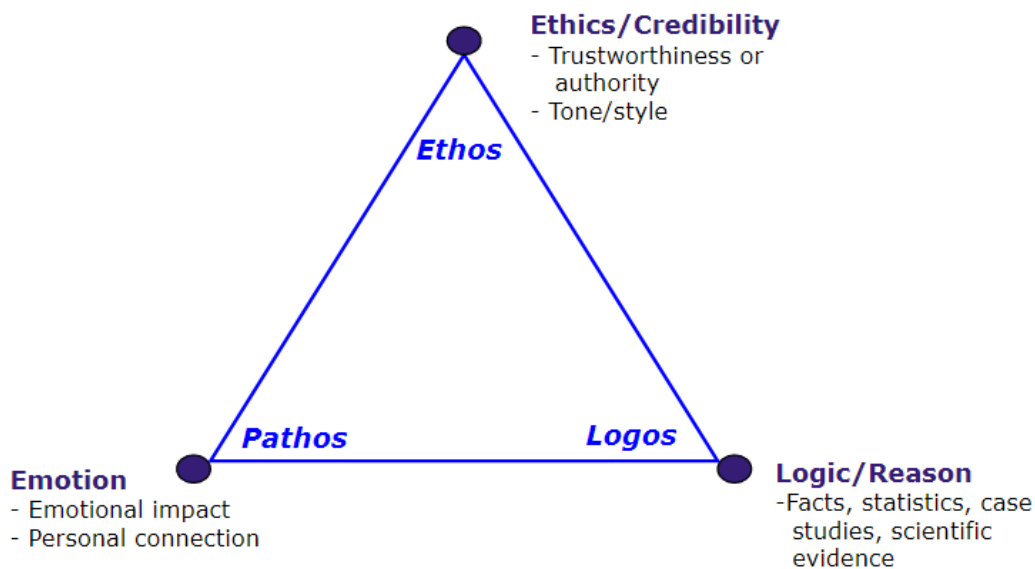 Ethics/Credibility
- Trustworthiness or
authority
- Tone/style
Ethos
Pathos
Logos
Emotion
- Emotional impact
- Personal connection
Logic/Reason
-Facts, statistics, case
studies, scientific
evidence